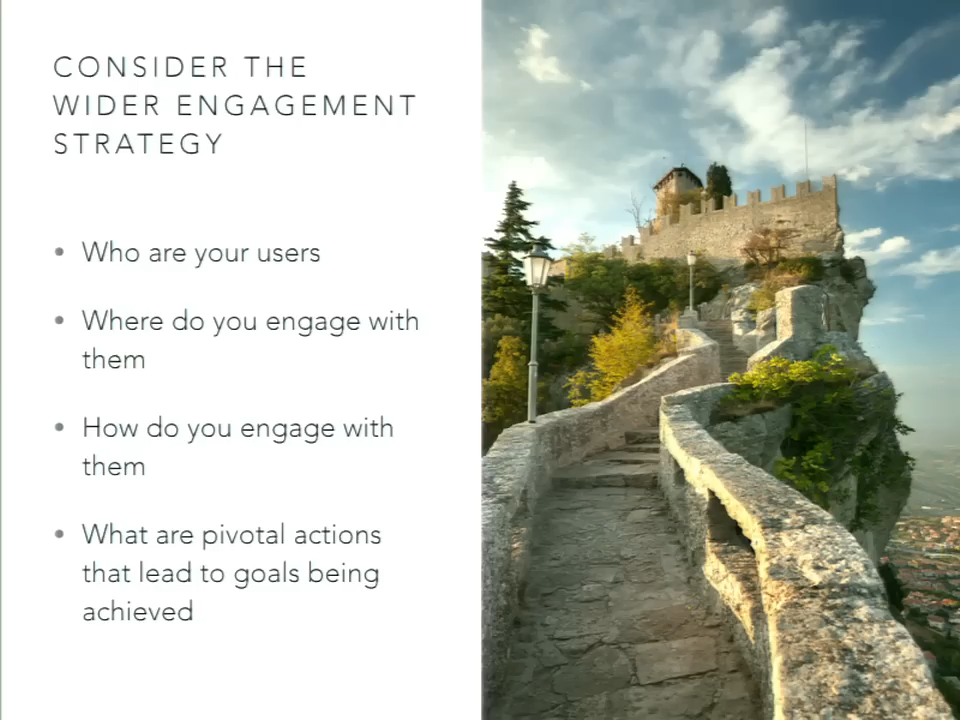 CONSIDER THE
WIDER ENGAGEMENT
STRATEGY
• Who are your users
• Where do you engage with
them
• How do you engage with
them
• What are pivotal actions
that lead to goals being
achieved